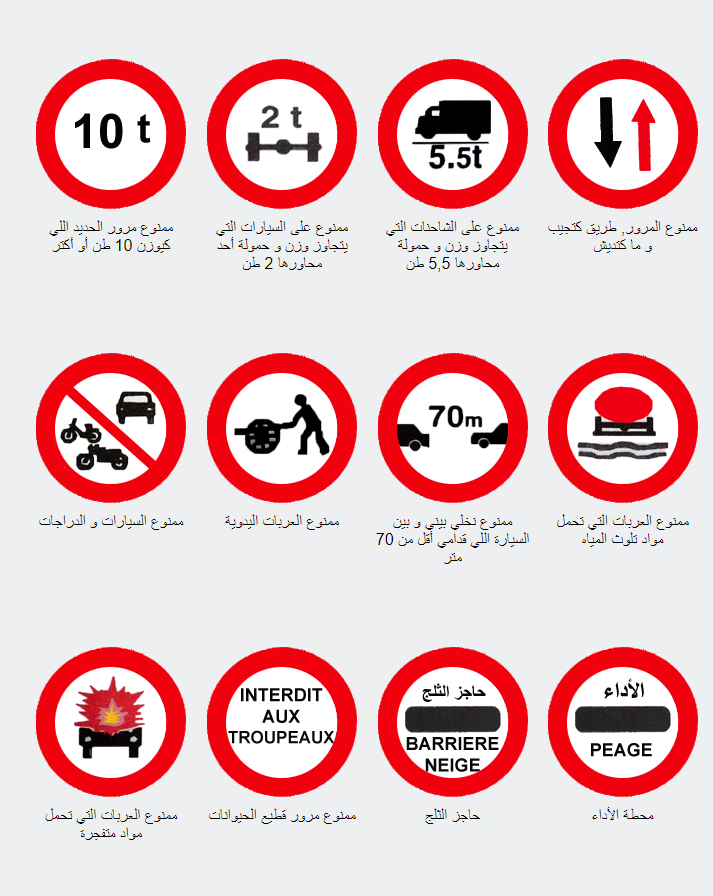 10 t
2 t
5.5t
ممنوع مرور الحديد اللي
كيوزن 10 طن أو أكثر
ممنوع على السيارات التي
يتجاوز وزن و حمولة أحد
محاورها 2 طن
ممنوع على الشاحنات التي
يتجاوز وزن و حمولة
محاورها 5,5 طن
ممنوع المرور, طريق كتجيب
و ما كتديش
70m
ممنوع السيارات و الدراجات
ممنوع العربات اليدوية
ممنوع نخلي بيني و بين
السيارة اللي قدامي أقل من 70
متر
ممنوع العربات التي تحمل
مواد تلوث المياه
INTERDIT
AUX
TROUPEAUX
حاجز الثلج
BARRIERE
NEIGE
الأداء
PEAGE
ممنوع العربات التي تحمل
مواد متفجرة
ممنوع مرور قطيع الحيوانات
حاجز الثلج
محطة الأداء